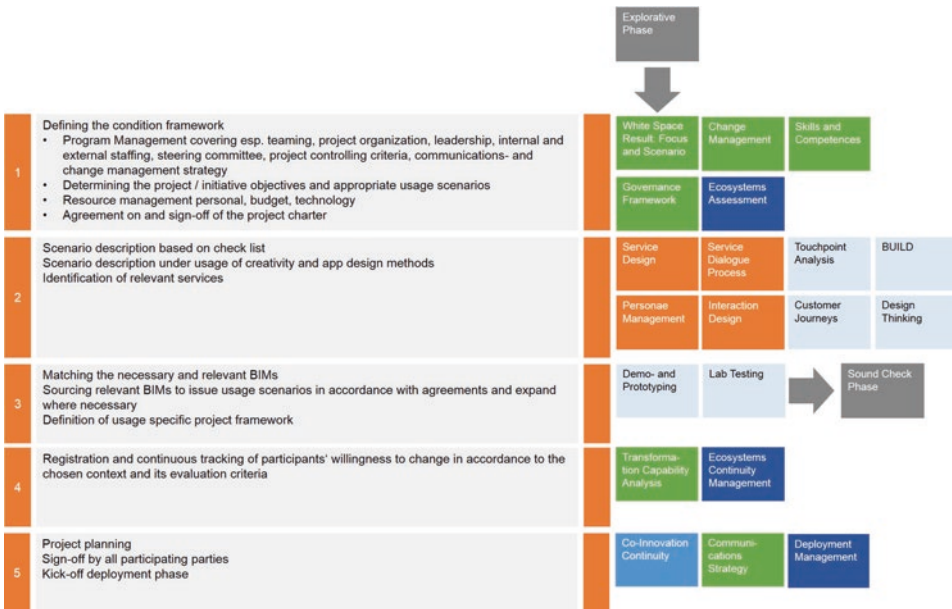 Explorative
Phase
1
Defining the condition framework
• Program Management covering esp. teaming, project organization, leadership, internal and
external staffing, steering committee, project controlling criteria, communications- and
change management strategy
• Determining the project / initiative objectives and appropriate usage scenarios
• Resource management personal, budget, technology
• Agreement on and sign-off of the project charter
White Space
Result: Focus
and Scenario
Change
Management
Skills and
Competences
Governance
Framework
Ecosystems
Assessment
2
Scenario description based on check list
Scenario description under usage of creativity and app design methods
Identification of relevant services
Service
Design
Service
Dialogue
Process
Touchpoint
Analysis
BUILD
Personae
Management
Interaction
Design
Customer
Journeys
Design
Thinking
3
Matching the necessary and relevant BIMs
Sourcing relevant BIMs to issue usage scenarios in accordance with agreements and expand
where necessary
Definition of usage specific project framework
Demo- and
Prototyping
Lab Testing
Sound Check
Phase
4
Registration and continuous tracking of participants' willingness to change in accordance to the
chosen context and its evaluation criteria
Transforma-
tion Capability
Analysis
Ecosystems
Continuity
Management
5
Project planning
Sign-off by all participating parties
Kick-off deployment phase
Co-Innovation
Continuity
Communi-
cations
Strategy
Deployment
Management